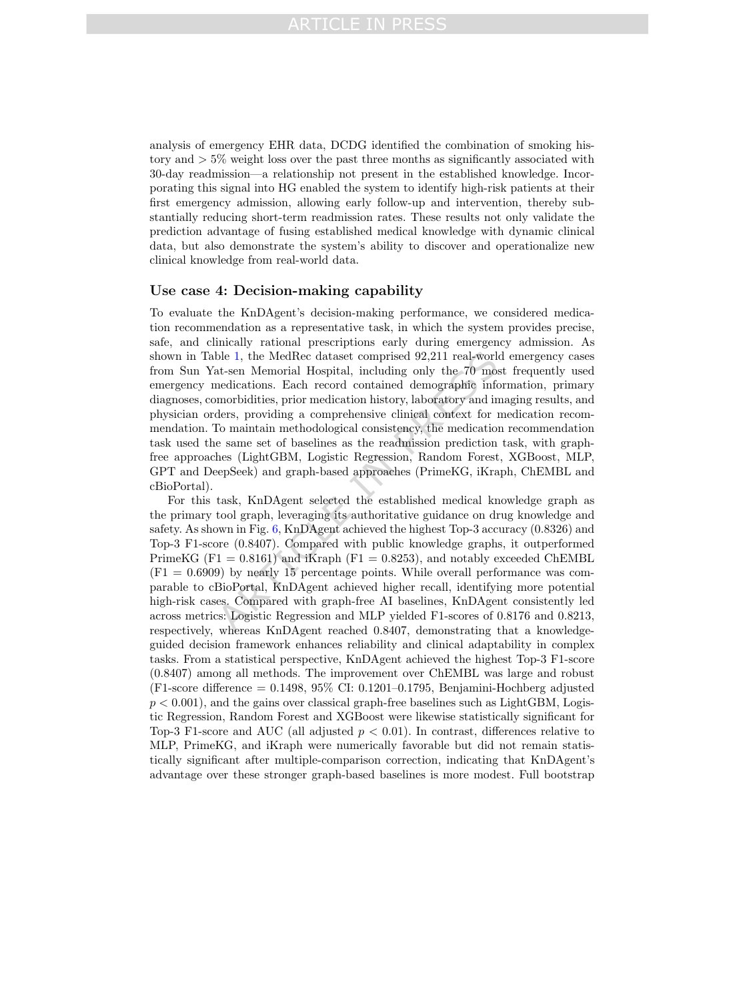 ARTICLE IN PRESS
analysis of emergency EHR data, DCDG identified the combination of smoking his-
tory and > 5% weight loss over the past three months as significantly associated with
30-day readmission—a relationship not present in the established knowledge. Incor-
porating this signal into HG enabled the system to identify high-risk patients at their
first emergency admission, allowing early follow-up and intervention, thereby sub-
stantially reducing short-term readmission rates. These results not only validate the
prediction advantage of fusing established medical knowledge with dynamic clinical
data, but also demonstrate the system's ability to discover and operationalize new
clinical knowledge from real-world data.
Use case 4: Decision-making capability
To evaluate the KnDAgent's decision-making performance, we considered medica-
tion recommendation as a representative task, in which the system provides precise,
safe, and clinically rational prescriptions early during emergency admission. As
shown in Table 1, the MedRec dataset comprised 92,211 real-world emergency cases
from Sun Yat-sen Memorial Hospital, including only the 70 most frequently used
emergency medications. Each record contained demographic information, primary
diagnoses, comorbidities, prior medication history, laboratory and imaging results, and
physician orders, providing a comprehensive clinical context for medication recom-
mendation. To maintain methodological consistency, the medication recommendation
task used the same set of baselines as the readmission prediction task, with graph-
free approaches (LightGBM, Logistic Regression, Random Forest, XGBoost, MLP,
GPT and DeepSeek) and graph-based approaches (PrimeKG, iKraph, ChEMBL and
cBioPortal).
For this task, KnDAgent selected the established medical knowledge graph as
the primary tool graph, leveraging its authoritative guidance on drug knowledge and
safety. As shown in Fig. 6, KnDAgent achieved the highest Top-3 accuracy (0.8326) and
Top-3 F1-score (0.8407). Compared with public knowledge graphs, it outperformed
PrimeKG (F1 = 0.8161) and iKraph (F1 = 0.8253), and notably exceeded ChEMBL
(F1 = 0.6909) by nearly 15 percentage points. While overall performance was com-
parable to cBioPortal, KnDAgent achieved higher recall, identifying more potential
high-risk cases. Compared with graph-free AI baselines, KnDAgent consistently led
across metrics: Logistic Regression and MLP yielded F1-scores of 0.8176 and 0.8213,
respectively, whereas KnDAgent reached 0.8407, demonstrating that a knowledge-
guided decision framework enhances reliability and clinical adaptability in complex
tasks. From a statistical perspective, KnDAgent achieved the highest Top-3 F1-score
(0.8407) among all methods. The improvement over ChEMBL was large and robust
(F1-score difference = 0.1498, 95% CI: 0.1201–0.1795, Benjamini-Hochberg adjusted
p < 0.001), and the gains over classical graph-free baselines such as LightGBM, Logis-
tic Regression, Random Forest and XGBoost were likewise statistically significant for
Top-3 F1-score and AUC (all adjusted p < 0.01). In contrast, differences relative to
MLP, PrimeKG, and iKraph were numerically favorable but did not remain statis-
tically significant after multiple-comparison correction, indicating that KnDAgent's
advantage over these stronger graph-based baselines is more modest. Full bootstrap
ARTICLE IN PRESS